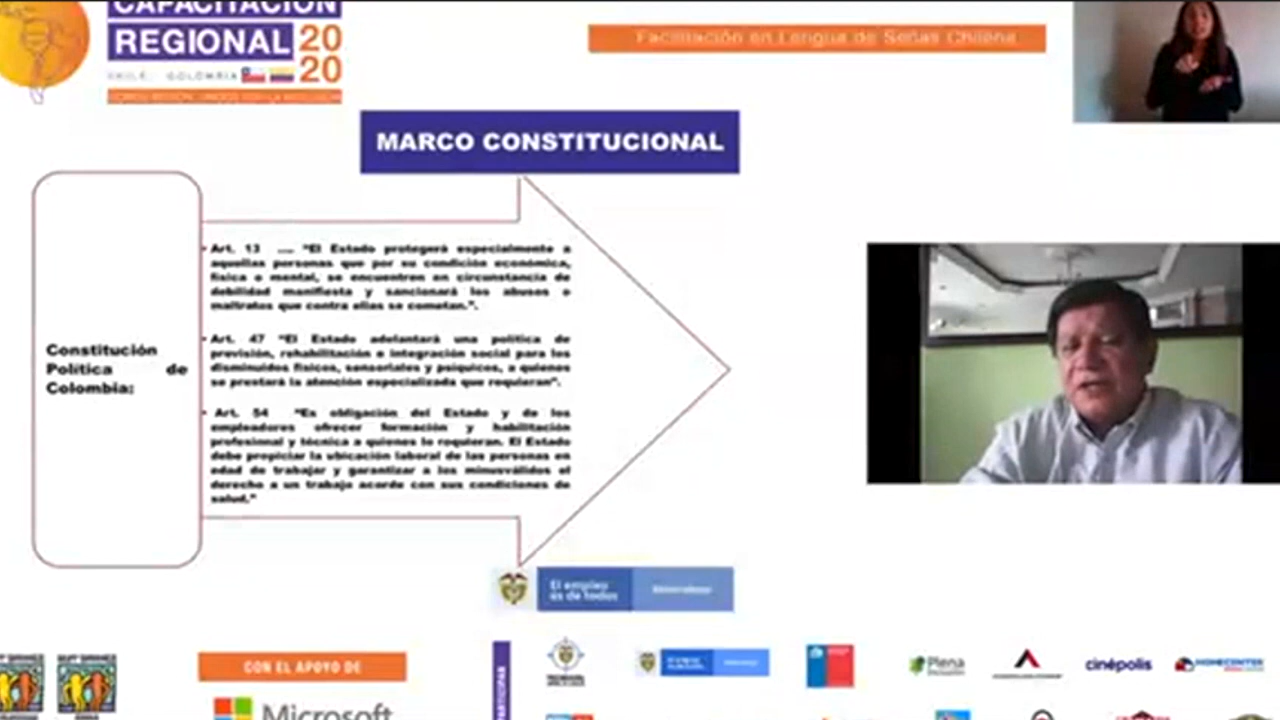 CAPACITACIÓN
REGIONAL 20
CHILE COLOMBIA 20
Facilitación en Lengua de Señas Chilena
MARCO CONSTITUCIONAL
Constitución
Política de
Colombia:
Art. 13 .... "El Estado protegerá especialmente a
aquellas personas que por su condición económica,
física o mental, se encuentren en circunstancia de
debilidad manifiesta y sancionará los abusos o
maltratos que contra ellas se cometan.".
Art. 47 "El Estado adelantará una política de
previsión, rehabilitación e integración social para los
disminuidos físicos, sensoriales y psíquicos, a quienes
se prestará la atención especializada que requieran".
Art. 54 "Es obligación del Estado y de los
empleadores ofrecer formación y habilitación
profesional y técnica a quienes lo requieran. El Estado
debe propiciar la ubicación laboral de las personas en
edad de trabajar y garantizar a los minusválidos el
derecho a un trabajo acorde con sus condiciones de
salud."
El empleo
es de todos
Mintrabajo
CON EL APOYO DE
Microsoft
Plena
cinépolis
HOMECENTER